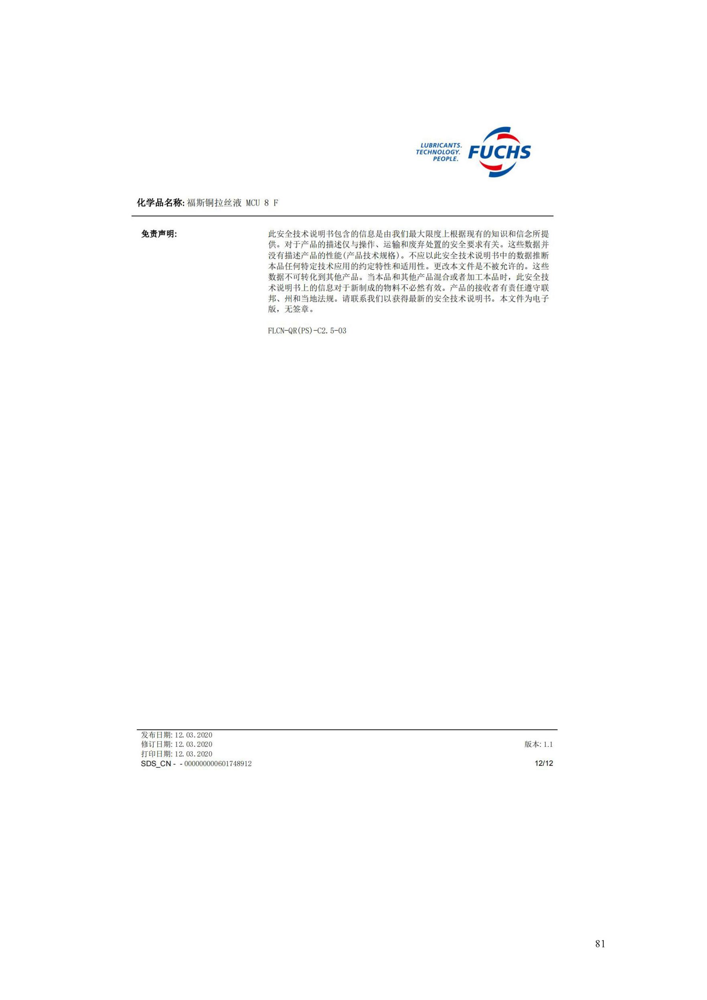 LUBRICANTS.
TECHNOLOGY.
PEOPLE.
FUCHS
化学品名称: 福斯铜拉丝液 MCU 8 F
免责声明:
此安全技术说明书包含的信息是由我们最大限度上根据现有的知识和信念所提
供。对于产品的描述仅与操作、运输和废弃处置的安全要求有关。这些数据并
没有描述产品的性能(产品技术规格)。不应以此安全技术说明书中的数据推断
本品任何特定技术应用的约定特性和适用性。更改本文件是不被允许的。这些
数据不可转化到其他产品。当本品和其他产品混合或者加工本品时，此安全技
术说明书上的信息对于新制成的物料不必然有效。产品的接收者有责任遵守联
邦、州和当地法规。请联系我们以获得最新的安全技术说明书。本文件为电子
版，无签章。
FLCN-QR(PS)-C2.5-03
发布日期: 12.03.2020
修订日期: 12.03.2020
版本: 1.1
打印日期: 12.03.2020
SDS_CN - - 000000000601748912
12/12
81